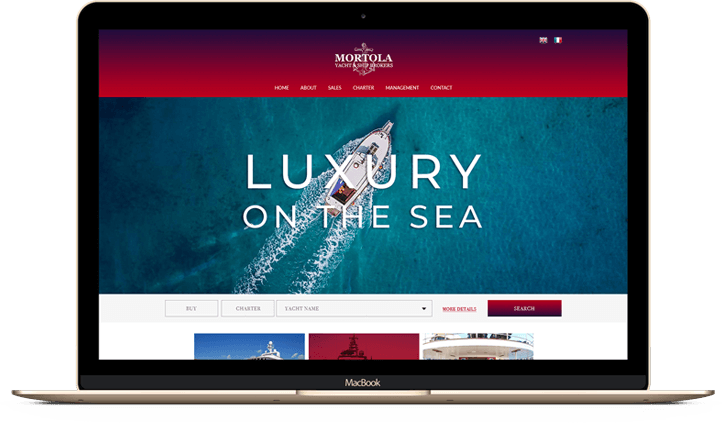 MORTOLA
YACHT & SHIP BROKERS
HOME ABOUT SALES CHARTER MANAGEMENT CONTACT
LUXURY
ON THE SEA
BUY CHARTER YACHT NAME MORE DETAILS SEARCH
MacBook